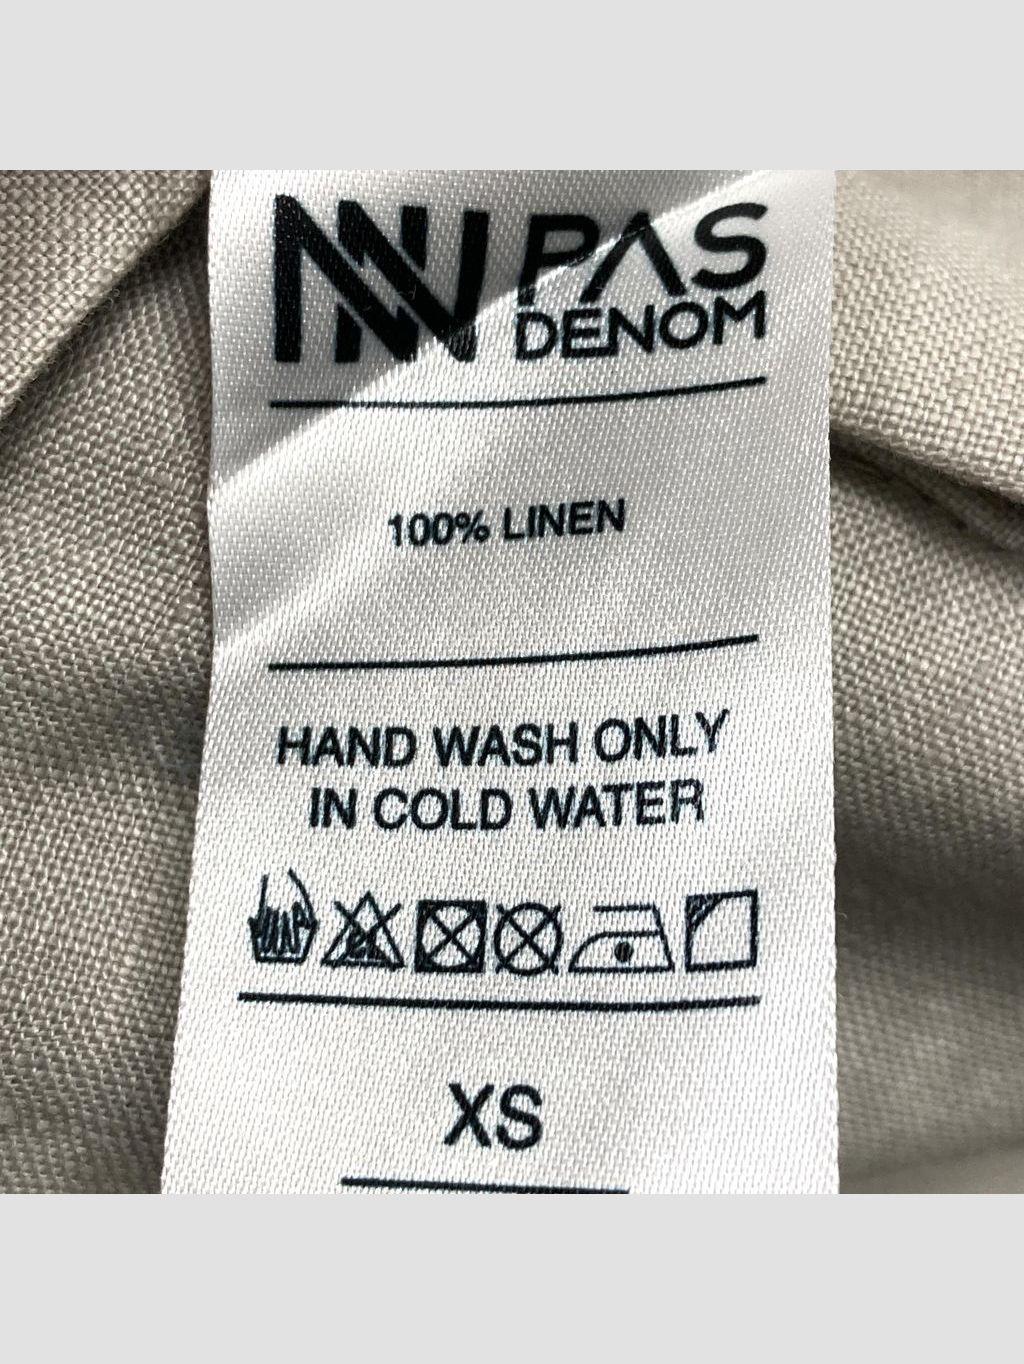 PAS
DENOM
100% LINEN
HAND WASH ONLY
IN COLD WATER
XS